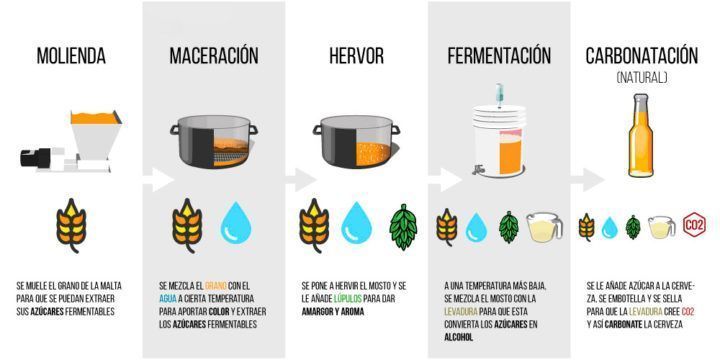 MOLIENDA
SE MUELE EL GRANO DE LA MALTA
PARA QUE SE PUEDAN EXTRAER
SUS AZÚCARES FERMENTABLES
MACERACIÓN
SE MEZCLA EL GRANO CON EL
AGUA A CIERTA TEMPERATURA
PARA APORTAR COLOR Y EXTRAER
LOS AZÚCARES FERMENTABLES
HERVOR
SE PONE A HERVIR EL MOSTO Y SE
LE AÑADE LÚPULOS PARA DAR
AMARGOR Y AROMA
FERMENTACIÓN
A UNA TEMPERATURA MÁS BAJA,
SE MEZCLA EL MOSTO CON LA
LEVADURA PARA QUE ESTA
CONVIERTA LOS AZÚCARES EN
ALCOHOL
CARBONATACIÓN
(NATURAL)
CO2
SE LE AÑADE AZÚCAR A LA CERVE-
ZA. SE EMBOTELLA Y SE SELLA
PARA QUE LA LEVADURA CREE CO2
Y ASÍ CARBONATE LA CERVEZA